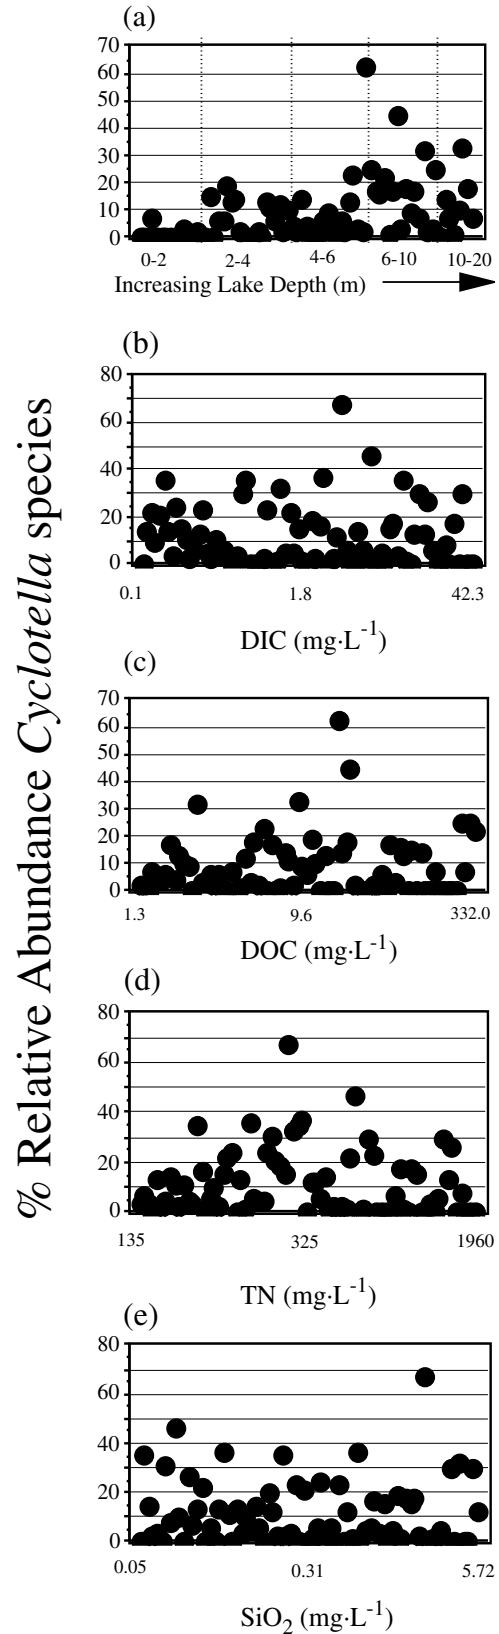 % Relative Abundance Cyclotella species
(a)
70
60
50
40
30
20
10
0
0-2 2-4 4-6 6-10 10-20
Increasing Lake Depth (m)
(b)
80
60
40
20
0
0.1 1.8 42.3
DIC (mg·L-1)
(c)
70
60
50
40
30
20
10
0
1.3 9.6 332.0
DOC (mg·L-1)
(d)
80
60
40
20
0
135 325 1960
TN (mg·L-1)
(e)
80
60
40
20
0
0.05 0.31 5.72
SiO2 (mg·L-1)